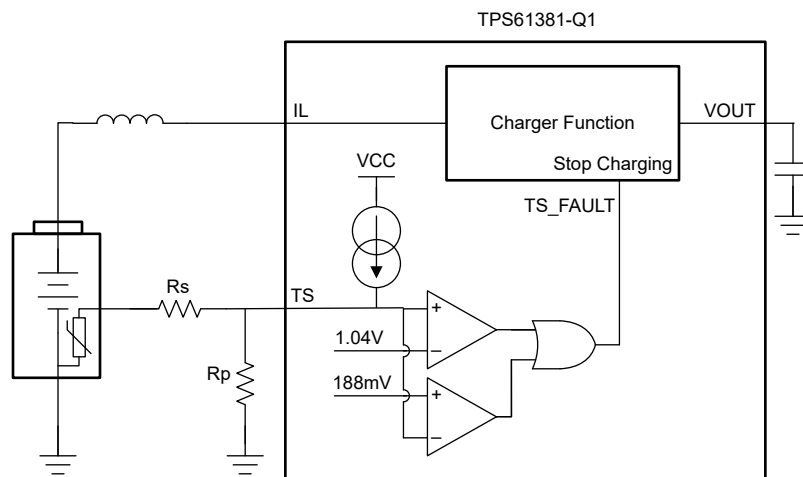 TPS61381-Q1
IL
Charger Function
VOUT
Stop Charging
VCC
TS_FAULT
Rs
TS
+
1.04V
−
Rp
188mV
+
−